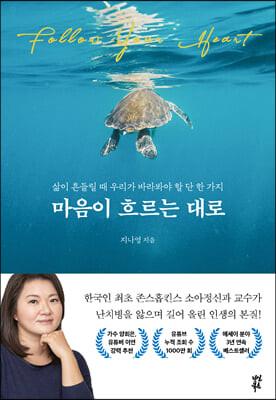 Follow Your Heart
삶이 흔들릴 때 우리가 바라봐야 할 단 한 가지
마음이 흐르는 대로
지나영 지음
한국인 최초 존스홉킨스 소아정신과 교수가
난치병을 앓으며 길어 올린 인생의 본질!
가수 양희은,
유튜버 이연
강력 추천
유튜브
누적 조회 수
1000만 회
에세이 분야
3년 연속
베스트셀러
다산북스